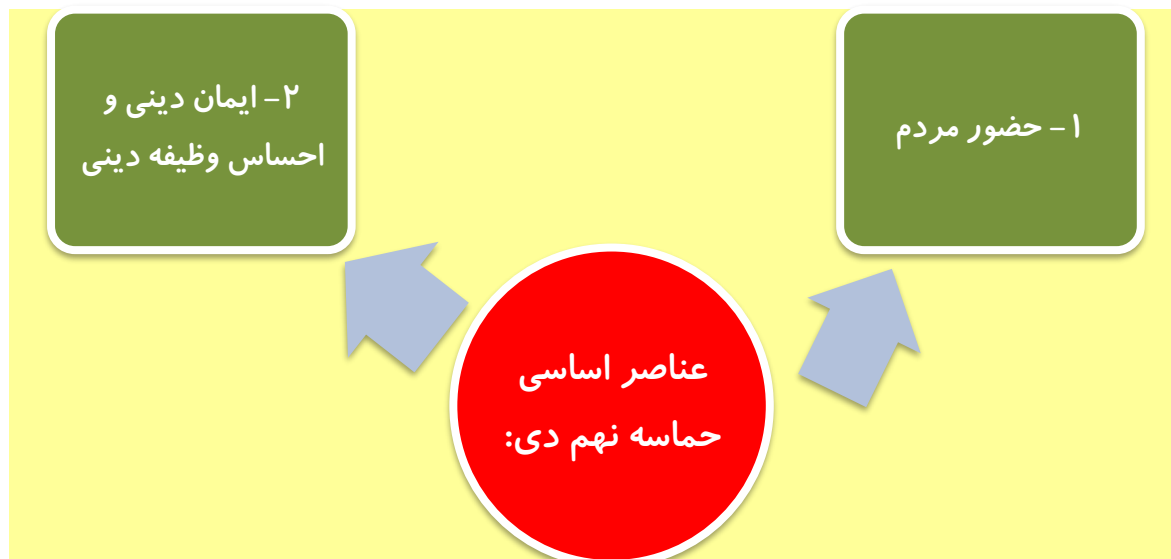 ۱- حضور مردم
۲- ایمان دینی و
احساس وظیفه دینی
عناصر اساسی
حماسه نهم دی: